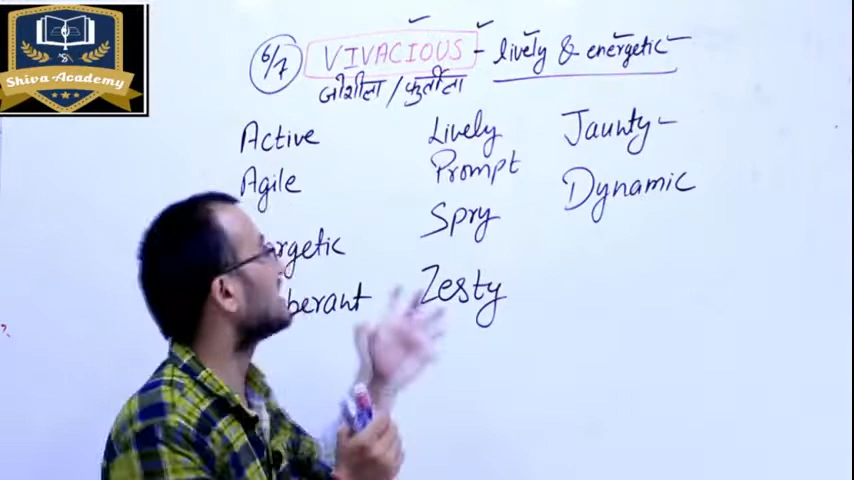 Shiva-Academy
6/7 VIVACIOUS - lively & energetic -
जोशीला / फुर्तीला
Active Lively Jaunty -
Agile Prompt Dynamic
Spry
Zesty